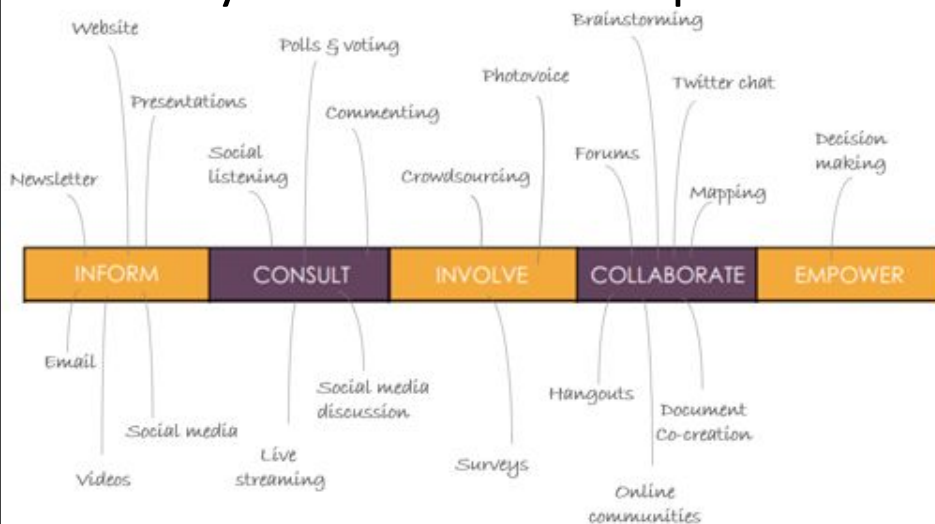 Website
Brainstorming
Polls & voting
Photovoice
Twitter chat
Presentations
Commenting
Decision
making
Social
listening
Forums
Newsletter
Crowdsourcing
Mapping
INFORM
CONSULT
INVOLVE
COLLABORATE
EMPOWER
Email
Social media
discussion
Hangouts
Document
Co-creation
Social media
Live
streaming
Surveys
Videos
Online
communities